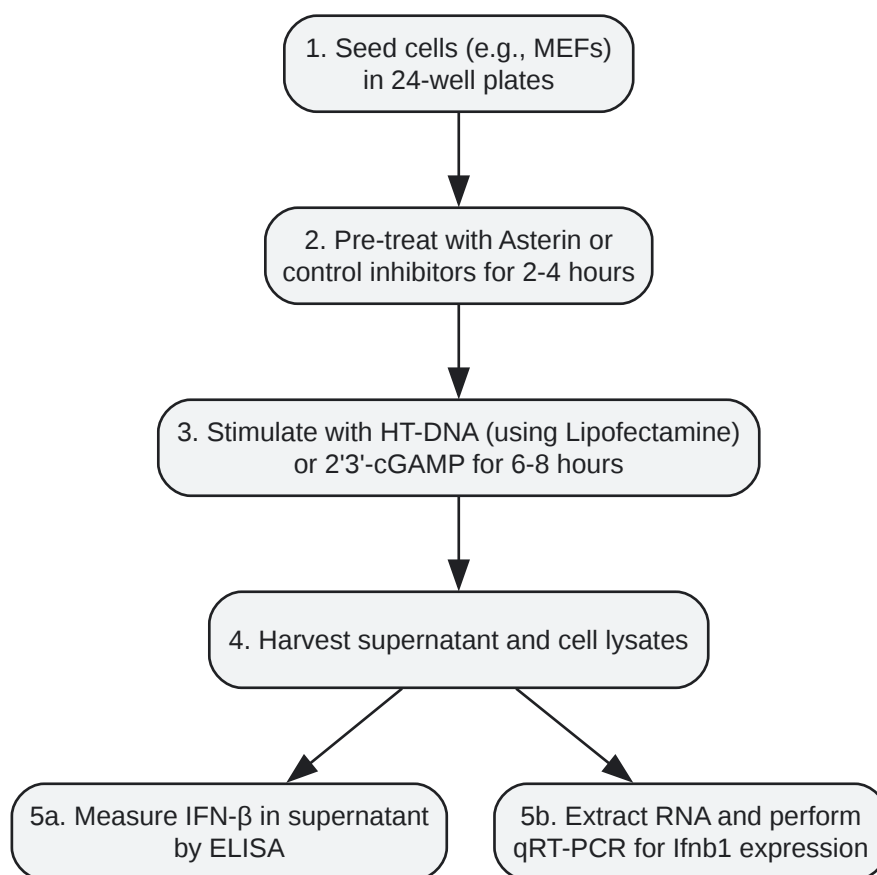 1. Seed cells (e.g., MEFs)
in 24-well plates
2. Pre-treat with Asterin or
control inhibitors for 2-4 hours
3. Stimulate with HT-DNA (using Lipofectamine)
or 2'3'-cGAMP for 6-8 hours
4. Harvest supernatant and cell lysates
5a. Measure IFN-β in supernatant
by ELISA
5b. Extract RNA and perform
qRT-PCR for Ifnb1 expression